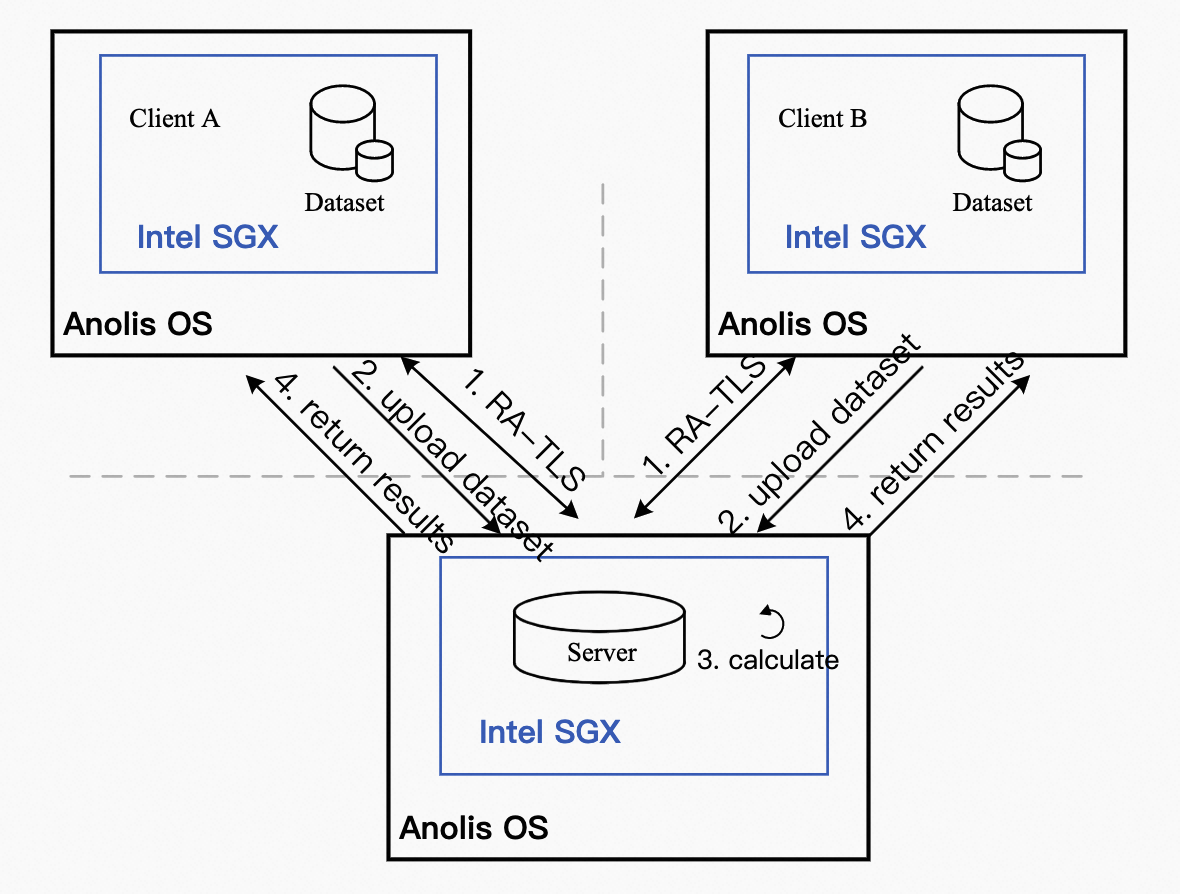 Client A
Dataset
Intel SGX
Anolis OS
Client B
Dataset
Intel SGX
Anolis OS
4. return results
2. upload dataset
1. RA-TLS
1. RA-TLS
2. upload dataset
4. return results
Server
3. calculate
Intel SGX
Anolis OS